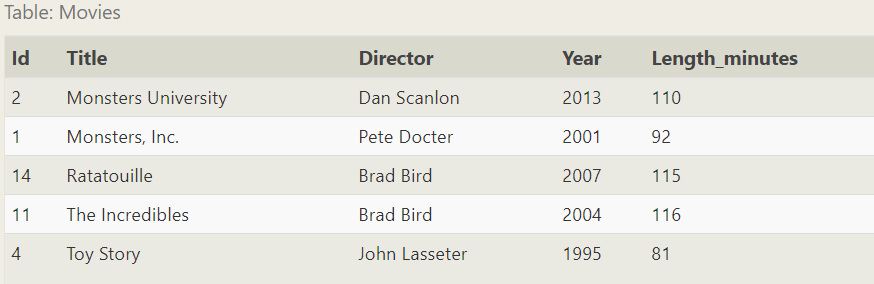 Table: Movies
Id Title Director Year Length_minutes
2 Monsters University Dan Scanlon 2013 110
1 Monsters, Inc. Pete Docter 2001 92
14 Ratatouille Brad Bird 2007 115
11 The Incredibles Brad Bird 2004 116
4 Toy Story John Lasseter 1995 81